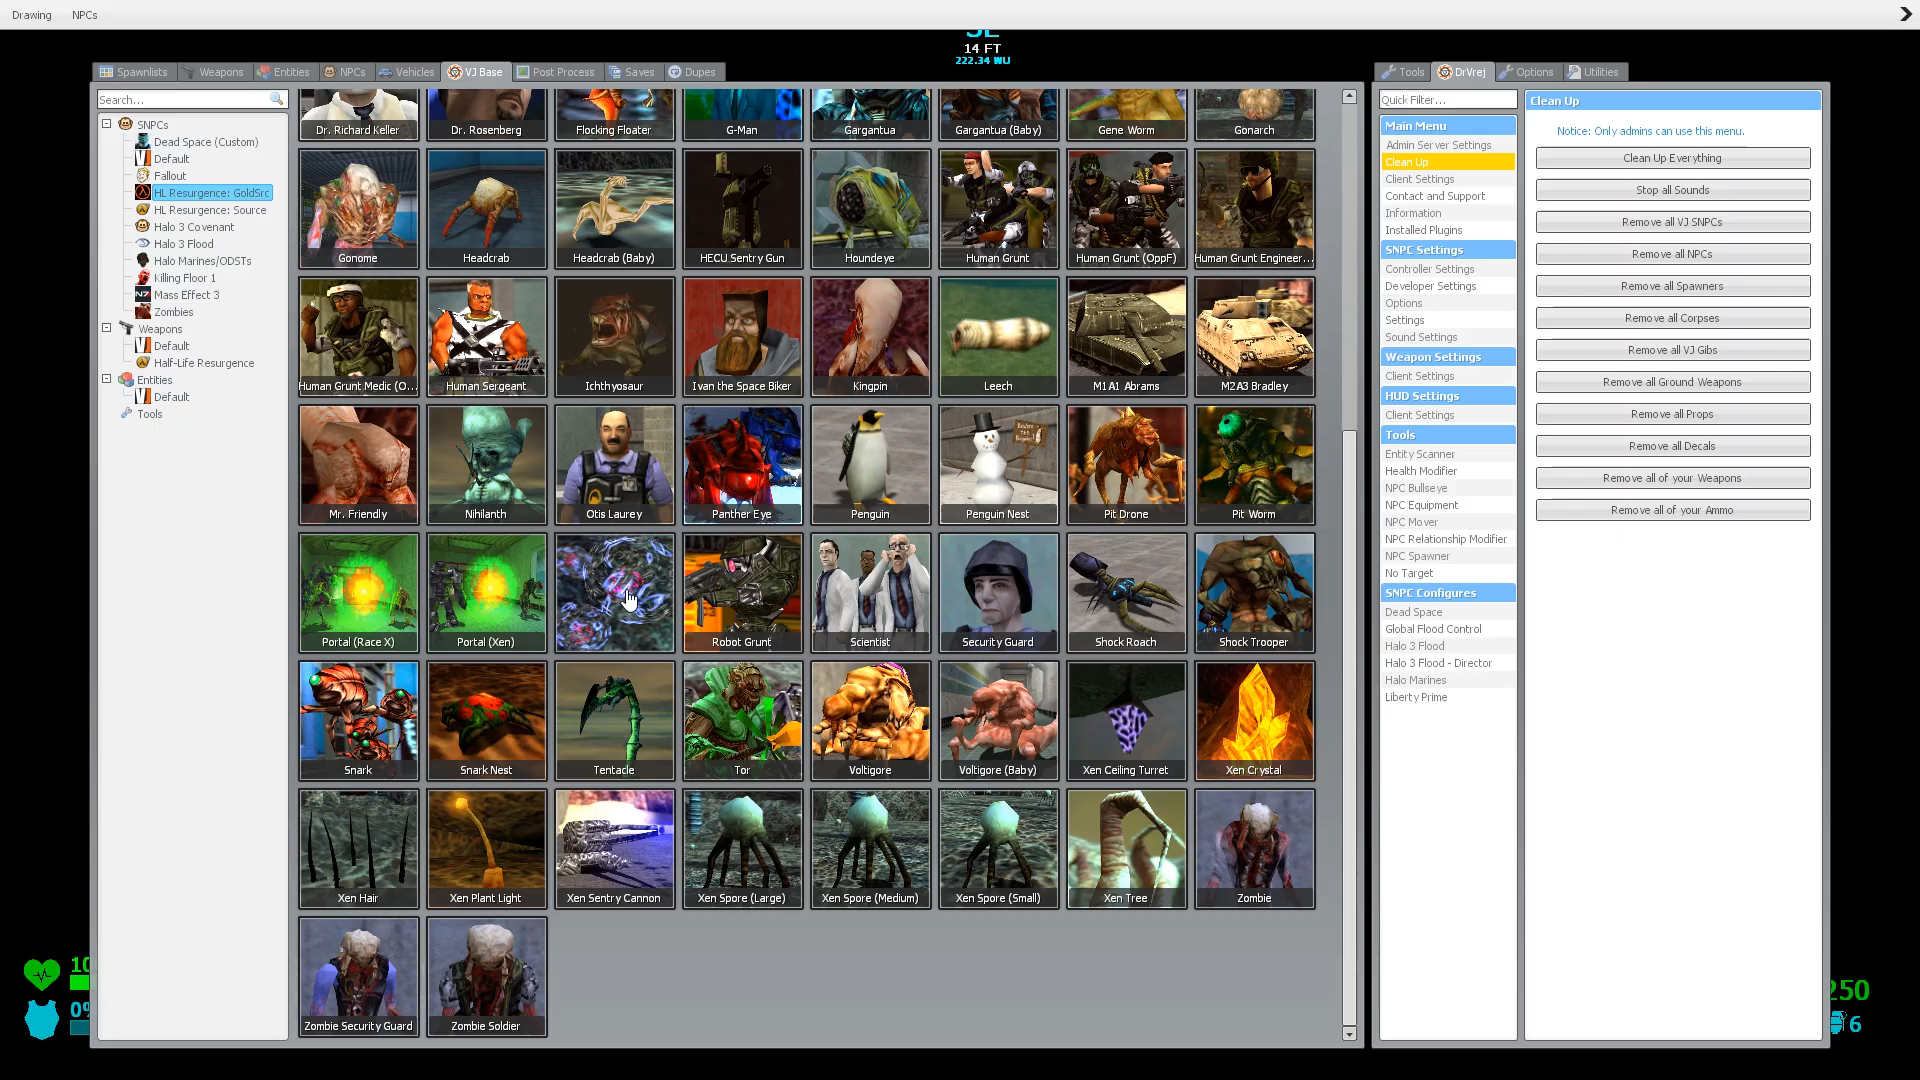 Drawing NPCs
SE
14 FT
222.34 WU
Spawnlists Weapons Entities NPCs Vehicles VJ Base Post Process Saves Dupes
Search...
SNPCs
Dead Space (Custom)
Default
Fallout
HL Resurgence: GoldSrc
HL Resurgence: Source
Halo 3 Covenant
Halo 3 Flood
Halo Marines/ODSTs
Killing Floor 1
Mass Effect 3
Zombies
Weapons
Default
Half-Life Resurgence
Entities
Default
Tools
Dr. Richard Keller Dr. Rosenberg Flocking Floater G-Man Gargantua Gargantua (Baby) Gene Worm Gonarch
Gonome Headcrab Headcrab (Baby) HECU Sentry Gun Houndeye Human Grunt Human Grunt (OppF) Human Grunt Engineer...
Human Grunt Medic (O... Human Sergeant Ichthyosaur Ivan the Space Biker Kingpin Leech M1A1 Abrams M2A3 Bradley
Mr. Friendly Nihilanth Otis Laurey Panther Eye Penguin Penguin Nest Pit Drone Pit Worm
Portal (Race X) Portal (Xen) Robot Grunt Scientist Security Guard Shock Roach Shock Trooper
Snark Snark Nest Tentacle Tor Voltigore Voltigore (Baby) Xen Ceiling Turret Xen Crystal
Xen Hair Xen Plant Light Xen Sentry Cannon Xen Spore (Large) Xen Spore (Medium) Xen Spore (Small) Xen Tree Zombie
Zombie Security Guard Zombie Soldier
Tools DrVrej Options Utilities
Quick Filter...
Main Menu
Admin Server Settings
Clean Up
Client Settings
Contact and Support
Information
Installed Plugins
SNPC Settings
Controller Settings
Developer Settings
Options
Settings
Sound Settings
Weapon Settings
Client Settings
HUD Settings
Client Settings
Tools
Entity Scanner
Health Modifier
NPC Bullseye
NPC Equipment
NPC Mover
NPC Relationship Modifier
NPC Spawner
No Target
SNPC Configures
Dead Space
Global Flood Control
Halo 3 Flood
Halo 3 Flood - Director
Halo Marines
Liberty Prime
Clean Up
Notice: Only admins can use this menu.
Clean Up Everything
Stop all Sounds
Remove all VJ SNPCs
Remove all NPCs
Remove all Spawners
Remove all Corpses
Remove all VJ Gibs
Remove all Ground Weapons
Remove all Props
Remove all Decals
Remove all of your Weapons
Remove all of your Ammo
10
0%
250
6